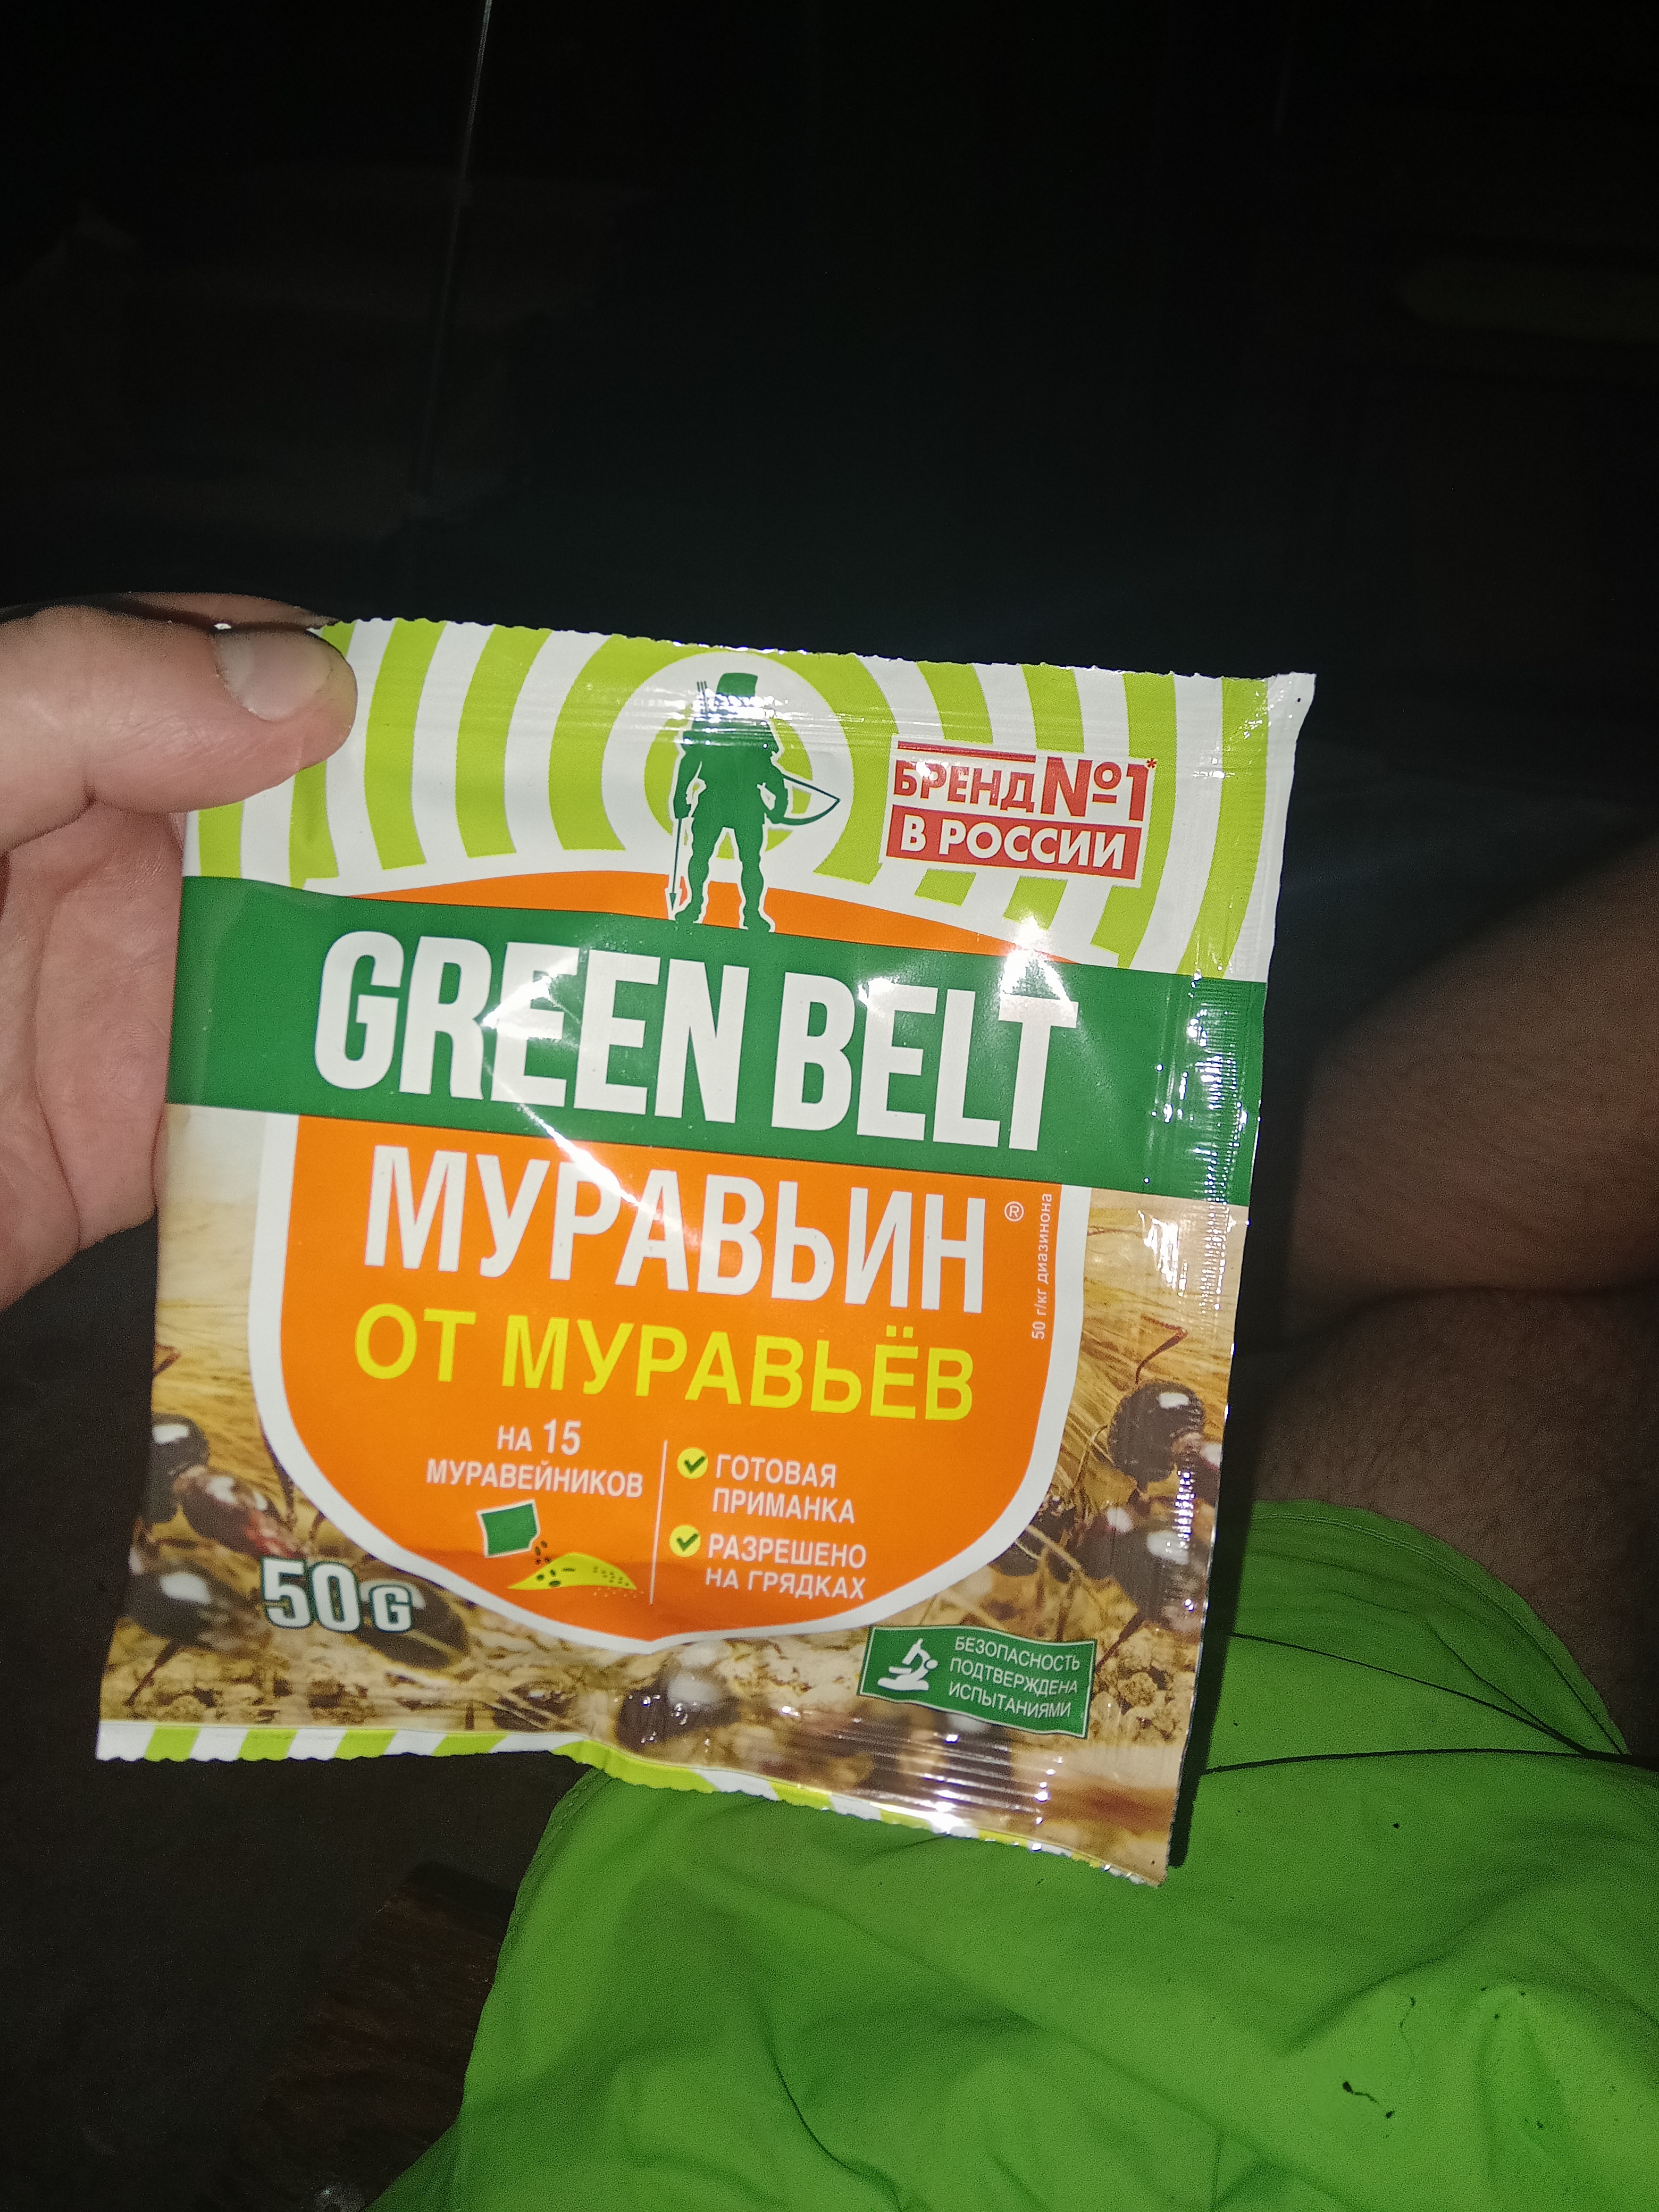 БРЕНД №1*
В РОССИИ
GREEN BELT
МУРАВЬИН®
50 г/кг диазинона
ОТ МУРАВЬЁВ
НА 15
МУРАВЕЙНИКОВ
ГОТОВАЯ
ПРИМАНКА
РАЗРЕШЕНО
НА ГРЯДКАХ
50G
БЕЗОПАСНОСТЬ
ПОДТВЕРЖДЕНА
ИСПЫТАНИЯМИ